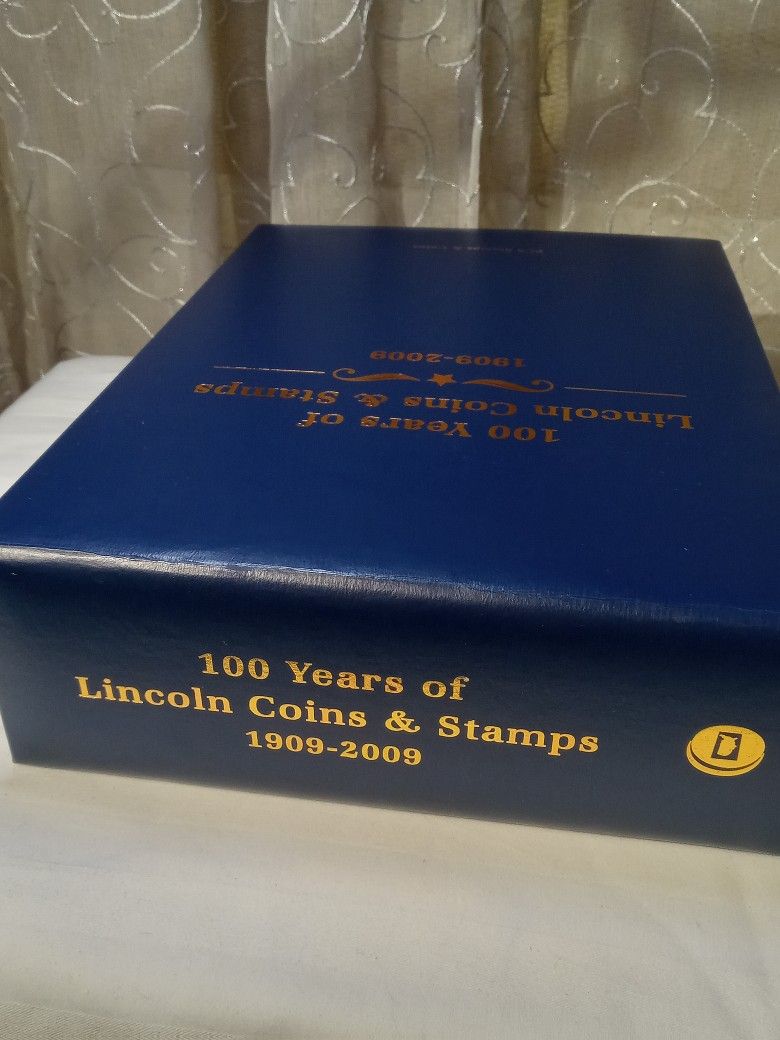 100 Years of
Lincoln Coins & Stamps
1909-2009
100 Years of
Lincoln Coins & Stamps
1909-2009